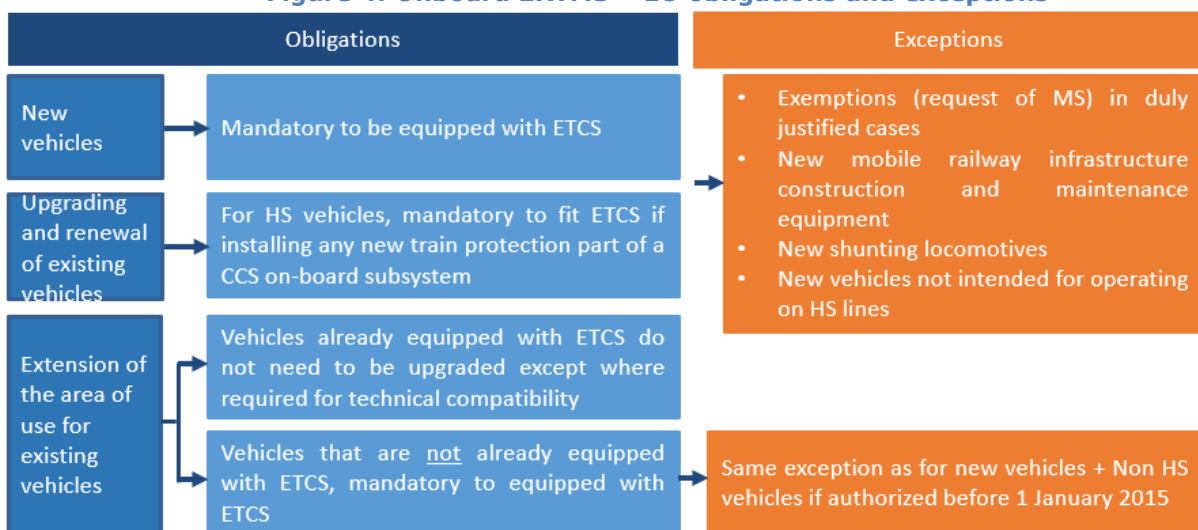 Obligations
Exceptions
New
vehicles
Mandatory to be equipped with ETCS
• Exemptions (request of MS) in duly
justified cases
• New mobile railway infrastructure
construction and maintenance
equipment
• New shunting locomotives
• New vehicles not intended for operating
on HS lines
Upgrading
and renewal
of existing
vehicles
For HS vehicles, mandatory to fit ETCS if
installing any new train protection part of a
CCS on-board subsystem
Extension of
the area of
use for
existing
vehicles
Vehicles already equipped with ETCS do
not need to be upgraded except where
required for technical compatibility
Vehicles that are not already equipped
with ETCS, mandatory to equipped with
ETCS
Same exception as for new vehicles + Non HS
vehicles if authorized before 1 January 2015